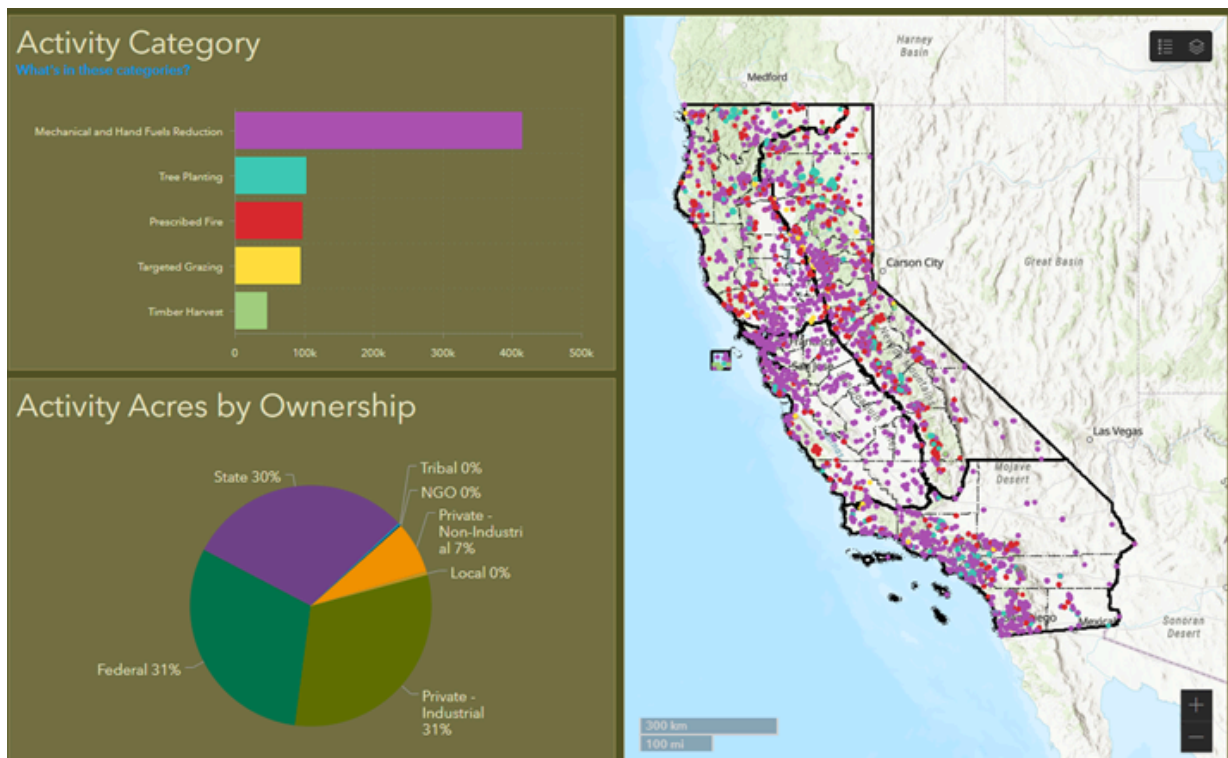 Activity Category
What's in these categories?
Mechanical and Hand Fuels Reduction
Tree Planting
Prescribed Fire
Targeted Grazing
Timber Harvest
0 100k 200k 300k 400k 500k
Activity Acres by Ownership
State 30%
Tribal 0%
NGO 0%
Private -
Non-Industri
al 7%
Local 0%
Federal 31%
Private -
Industrial
31%
Harney
Basin
Medford
Carson City
Great Basin
Las Vegas
Mojave
Desert
Sonoran
Desert
300 km
100 mi
+
−